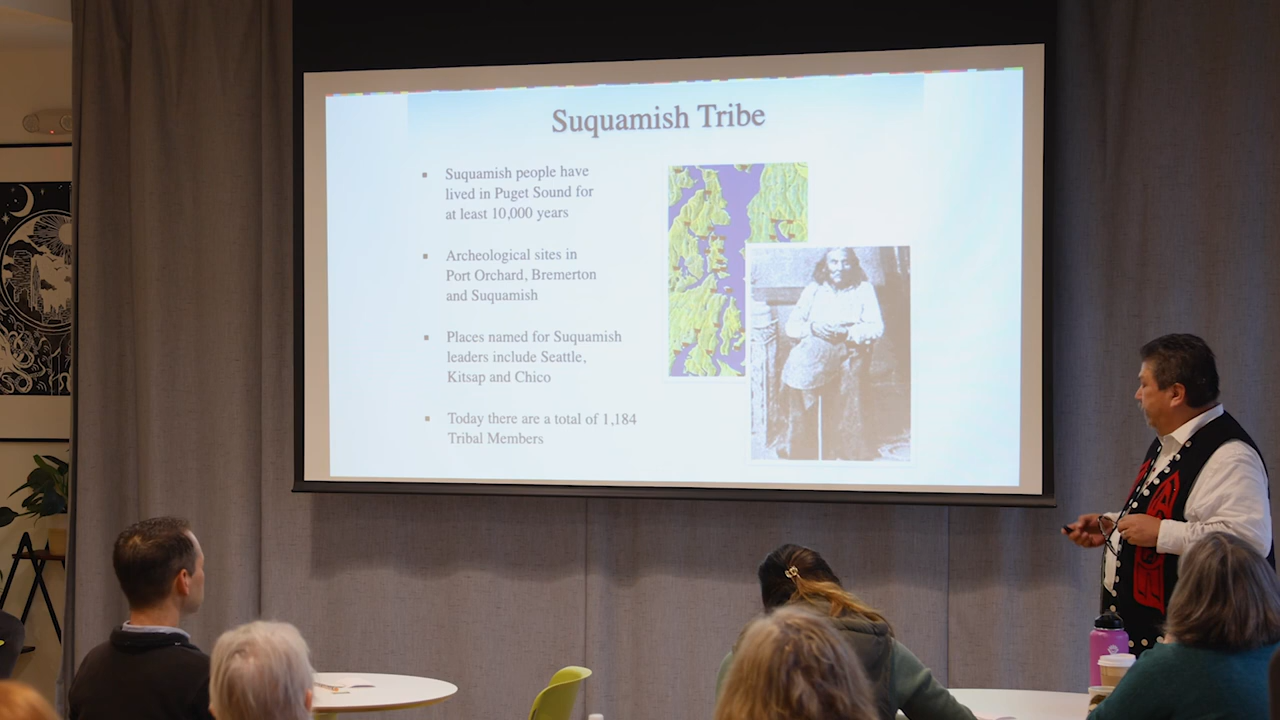 Suquamish Tribe
Suquamish people have
lived in Puget Sound for
at least 10,000 years
Archeological sites in
Port Orchard, Bremerton
and Suquamish
Places named for Suquamish
leaders include Seattle,
Kitsap and Chico
Today there are a total of 1,184
Tribal Members